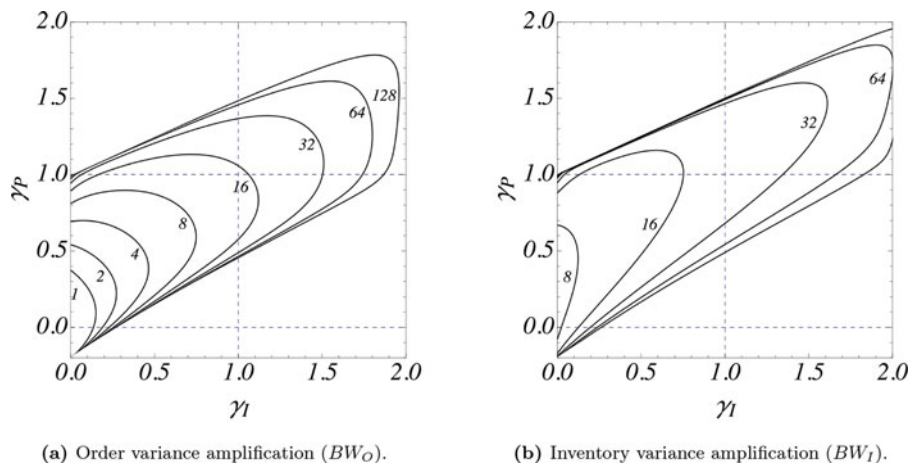 2.0
1.5
1.0
0.5
0.0
γP
0.0 0.5 1.0 1.5 2.0
γI
1 2 4 8 16 32 64 128
(a) Order variance amplification (BWO).
2.0
1.5
1.0
0.5
0.0
γP
0.0 0.5 1.0 1.5 2.0
γI
8 16 32 64
(b) Inventory variance amplification (BWI).